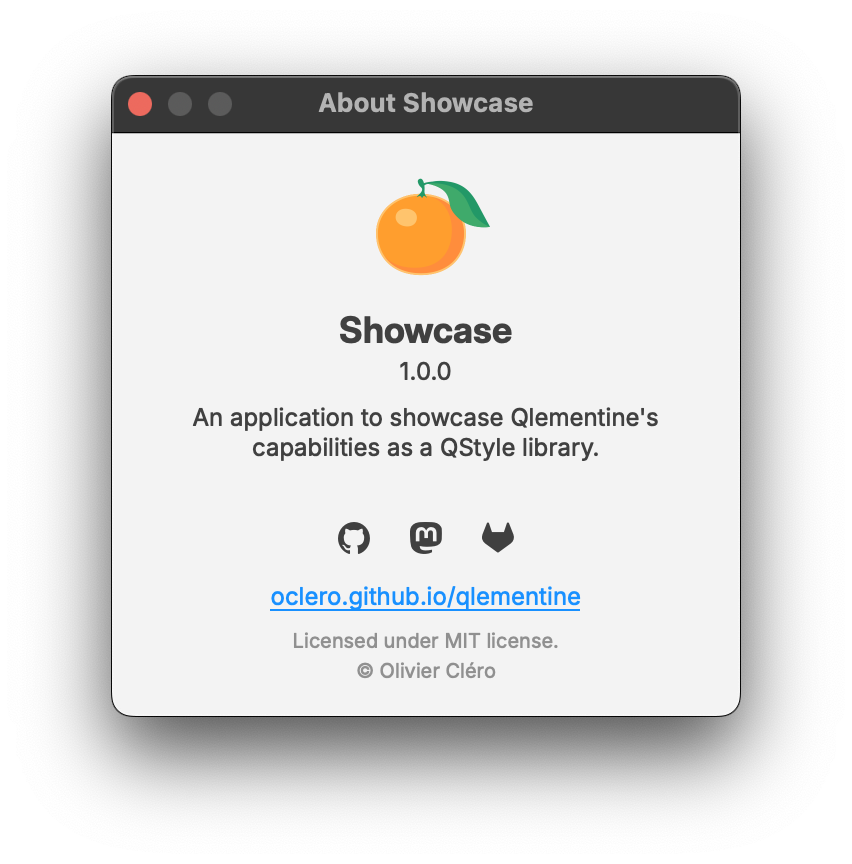 About Showcase
Showcase
1.0.0
An application to showcase Qlementine's
capabilities as a QStyle library.
oclero.github.io/qlementine
Licensed under MIT license.
© Olivier Cléro